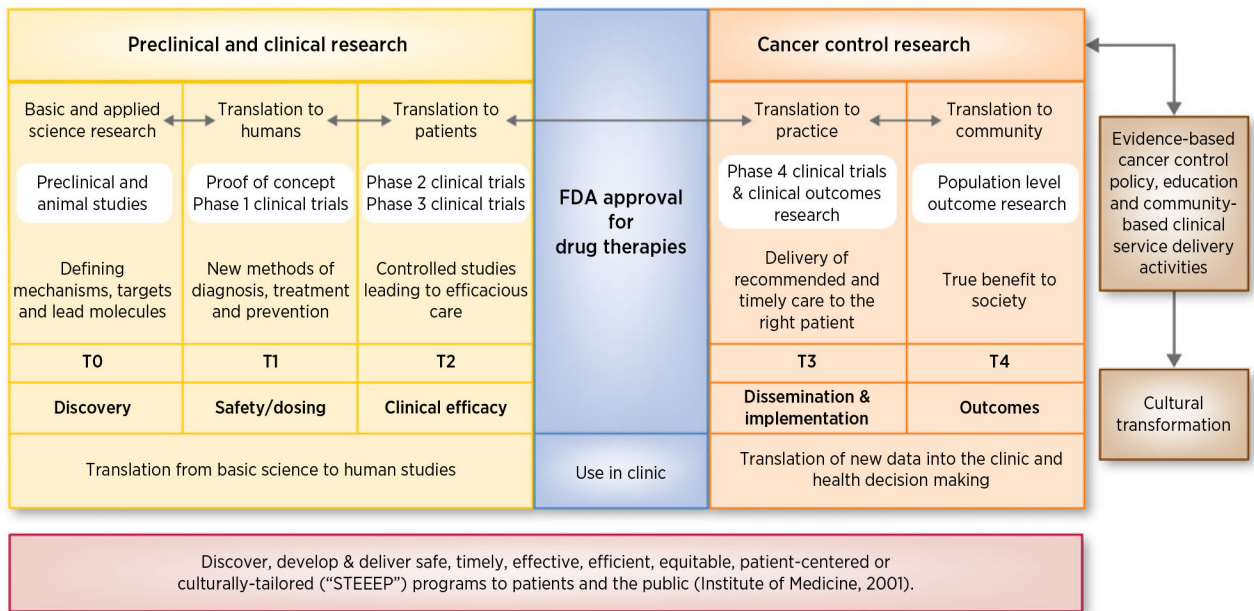 Preclinical and clinical research
Basic and applied
science research
Translation to
humans
Translation to
patients
Preclinical and
animal studies
Proof of concept
Phase 1 clinical trials
Phase 2 clinical trials
Phase 3 clinical trials
Defining
mechanisms, targets
and lead molecules
New methods of
diagnosis, treatment
and prevention
Controlled studies
leading to efficacious
care
T0
T1
T2
Discovery
Safety/dosing
Clinical efficacy
Translation from basic science to human studies
FDA approval
for
drug therapies
Use in clinic
Cancer control research
Translation to
practice
Translation to
community
Phase 4 clinical trials
& clinical outcomes
research
Population level
outcome research
Delivery of
recommended and
timely care to the
right patient
True benefit to
society
T3
T4
Dissemination &
implementation
Outcomes
Translation of new data into the clinic and
health decision making
Evidence-based
cancer control
policy, education
and community-
based clinical
service delivery
activities
Cultural
transformation
Discover, develop & deliver safe, timely, effective, efficient, equitable, patient-centered or
culturally-tailored (“STEEEP”) programs to patients and the public (Institute of Medicine, 2001).